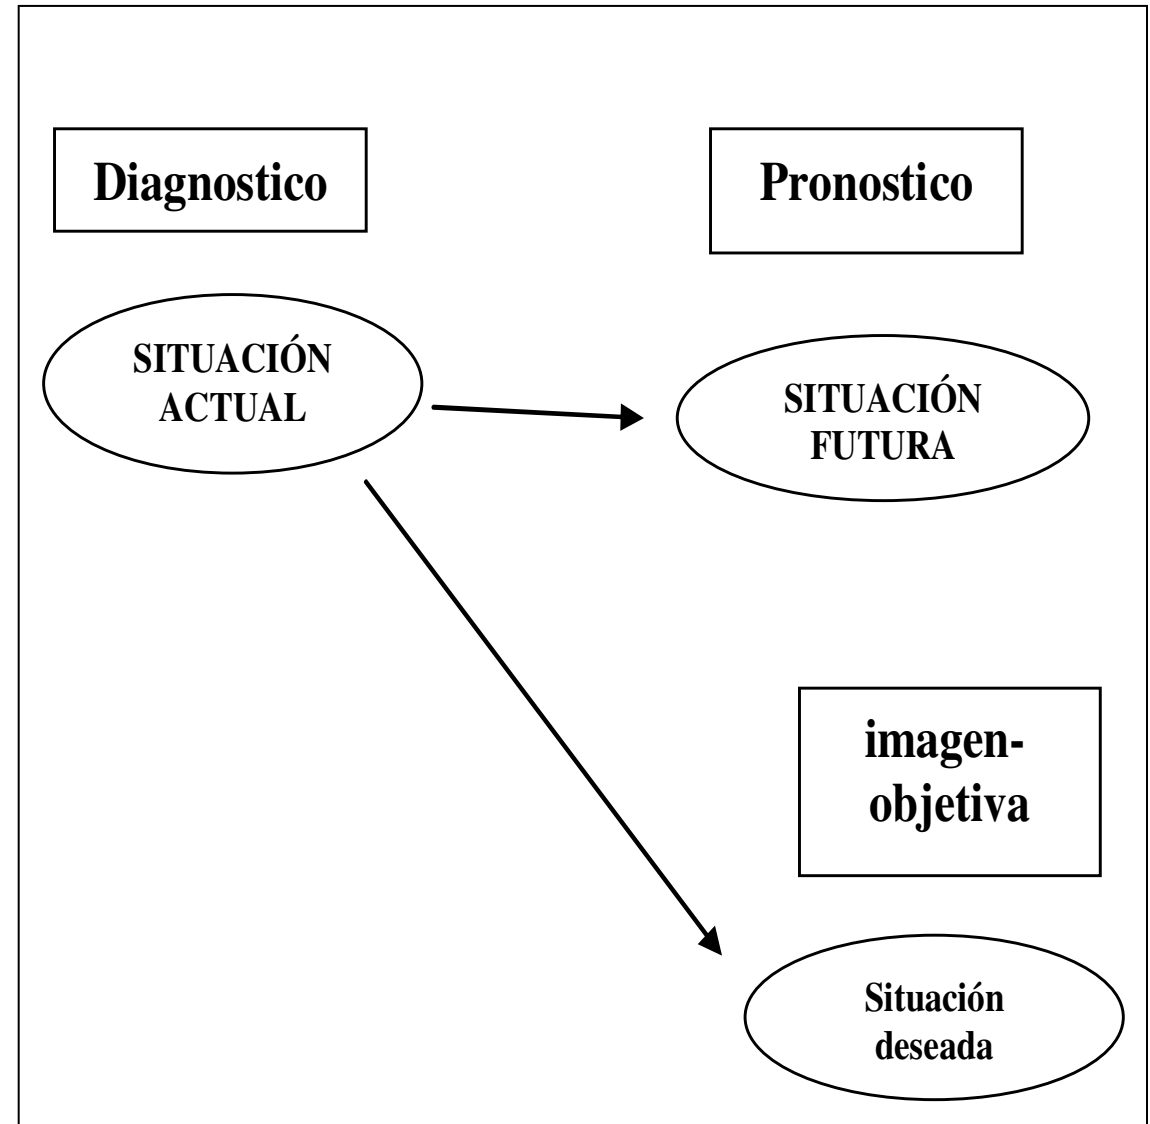 Diagnostico
Pronostico
SITUACIÓN
ACTUAL
SITUACIÓN
FUTURA
imagen-
objetiva
Situación
deseada